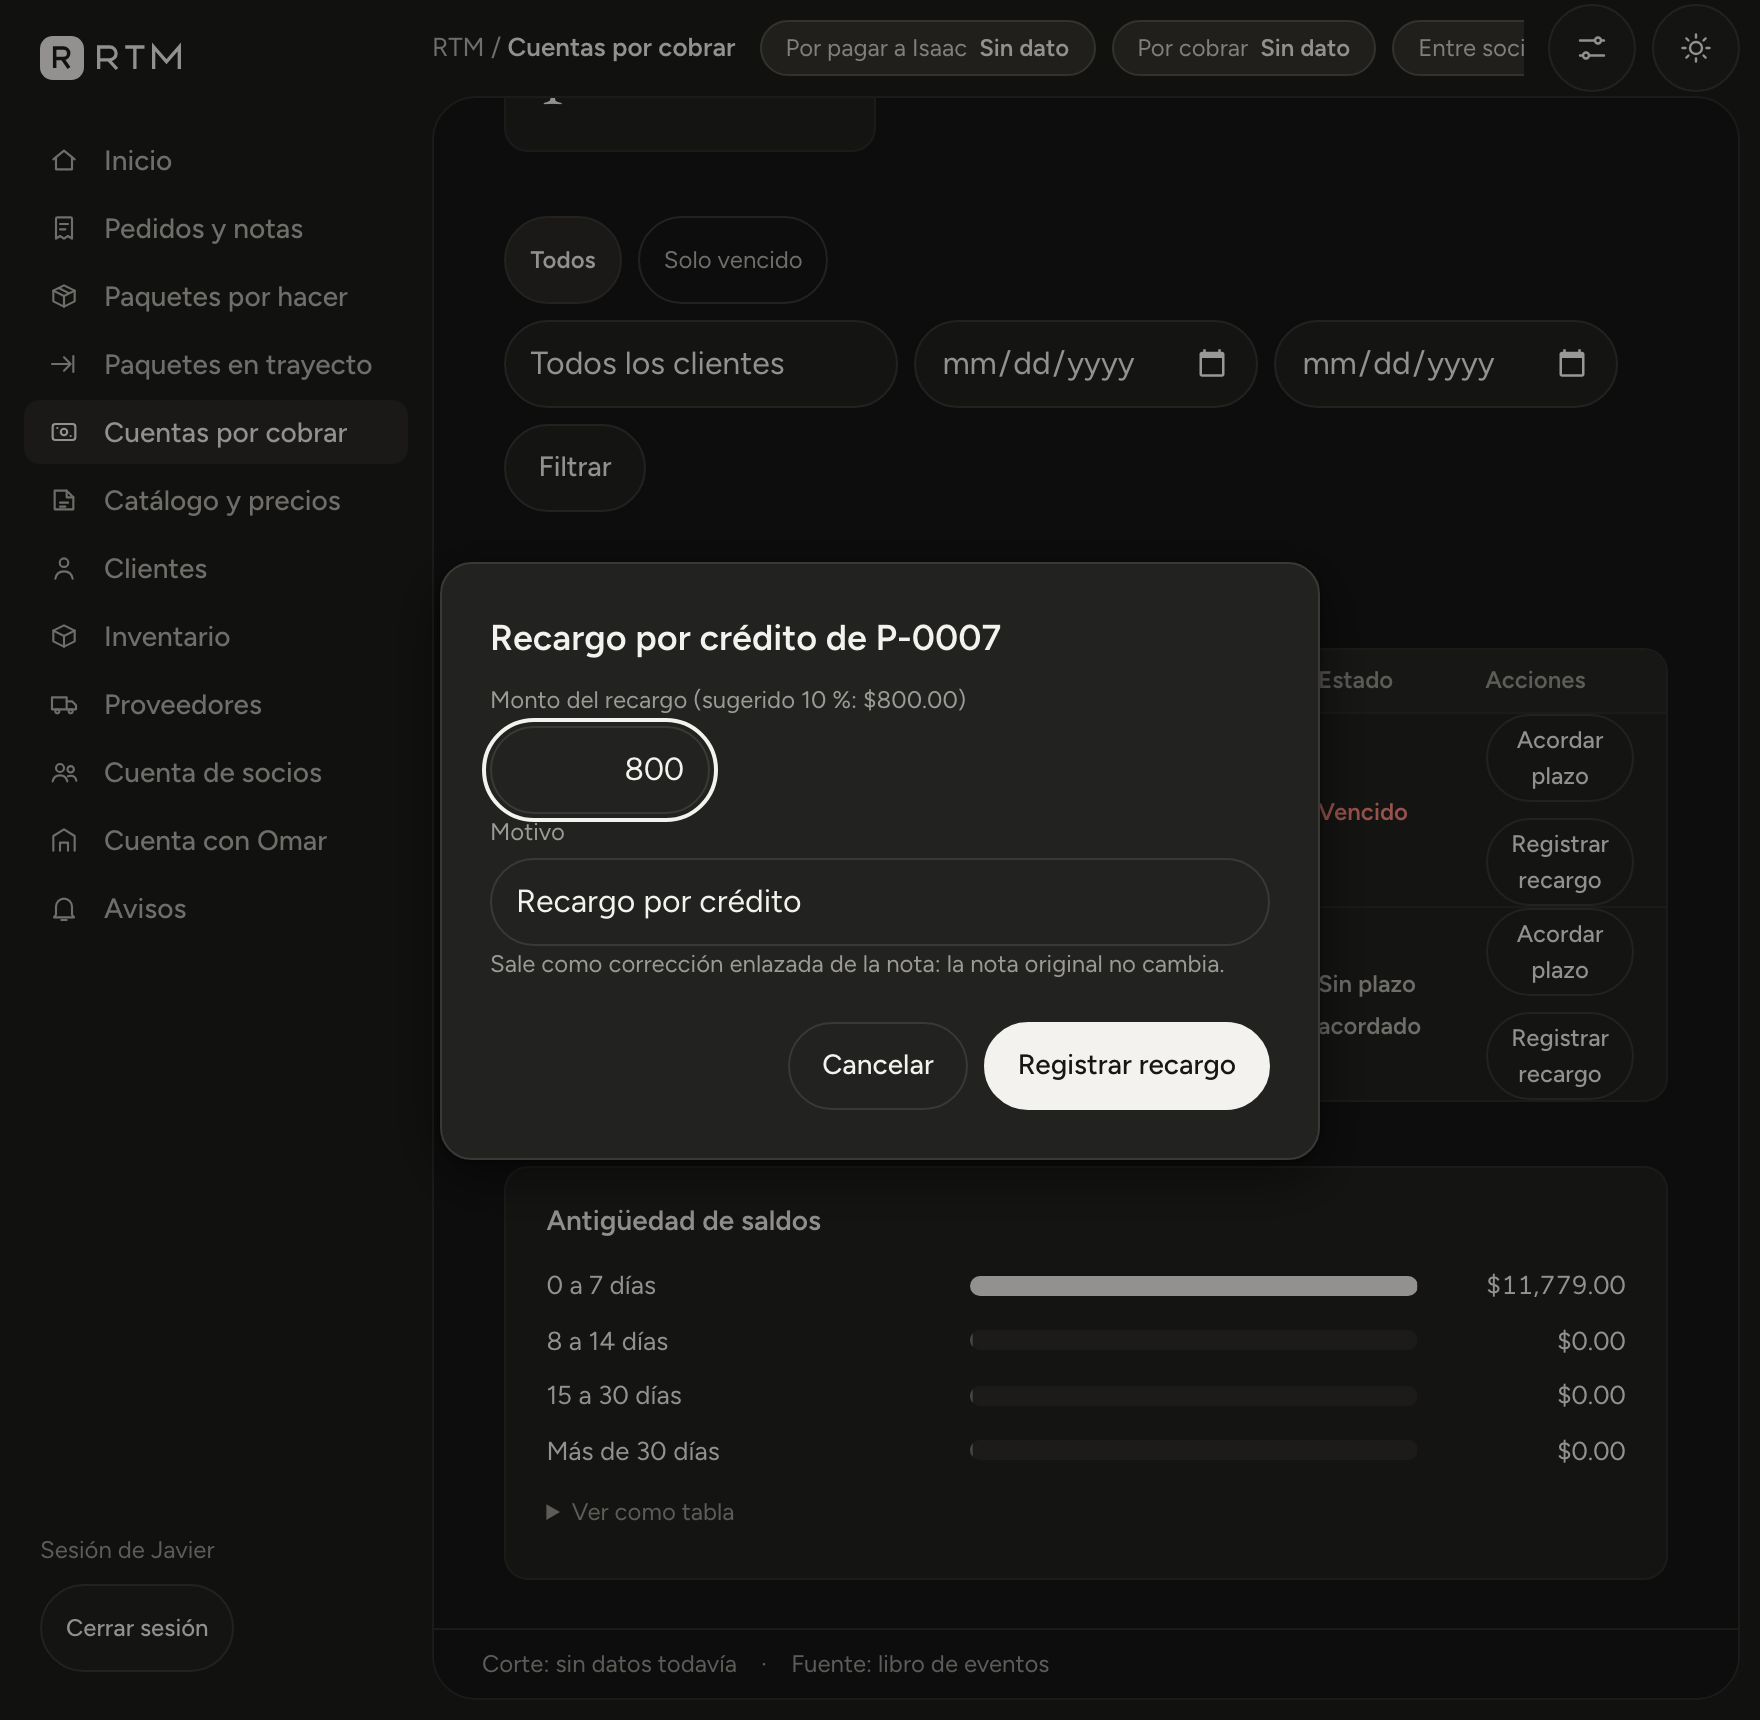 R RTM
RTM / Cuentas por cobrar
Por pagar a Isaac Sin dato
Por cobrar Sin dato
Entre
Inicio
Pedidos y notas
Paquetes por hacer
Paquetes en trayecto
Cuentas por cobrar
Catálogo y precios
Clientes
Inventario
Proveedores
Cuenta de socios
Cuenta con Omar
Avisos
Sesión de Javier
Cerrar sesión
Todos
Solo vencido
Todos los clientes
mm/dd/yyyy
mm/dd/yyyy
Filtrar
Recargo por crédito de P-0007
Monto del recargo (sugerido 10 %: $800.00)
800
Motivo
Recargo por crédito
Sale como corrección enlazada de la nota: la nota original no cambia.
Cancelar
Registrar recargo
Estado
Acciones
Vencido
Acordar
plazo
Registrar
recargo
Sin plazo
acordado
Acordar
plazo
Registrar
recargo
Antigüedad de saldos
0 a 7 días $11,779.00
8 a 14 días $0.00
15 a 30 días $0.00
Más de 30 días $0.00
Ver como tabla
Corte: sin datos todavía · Fuente: libro de eventos